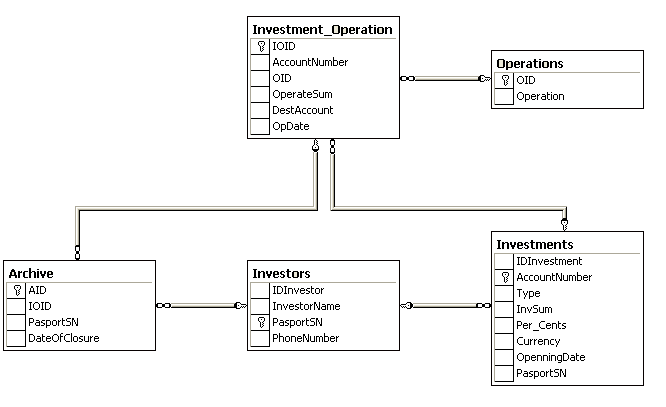 Investment_Operation
IOID
AccountNumber
OID
OperateSum
DestAccount
OpDate
Operations
OID
Operation
Archive
AID
IOID
PasportSN
DateOfClosure
Investors
IDInvestor
InvestorName
PasportSN
PhoneNumber
Investments
IDInvestment
AccountNumber
Type
InvSum
Per_Cents
Currency
OpenningDate
PasportSN